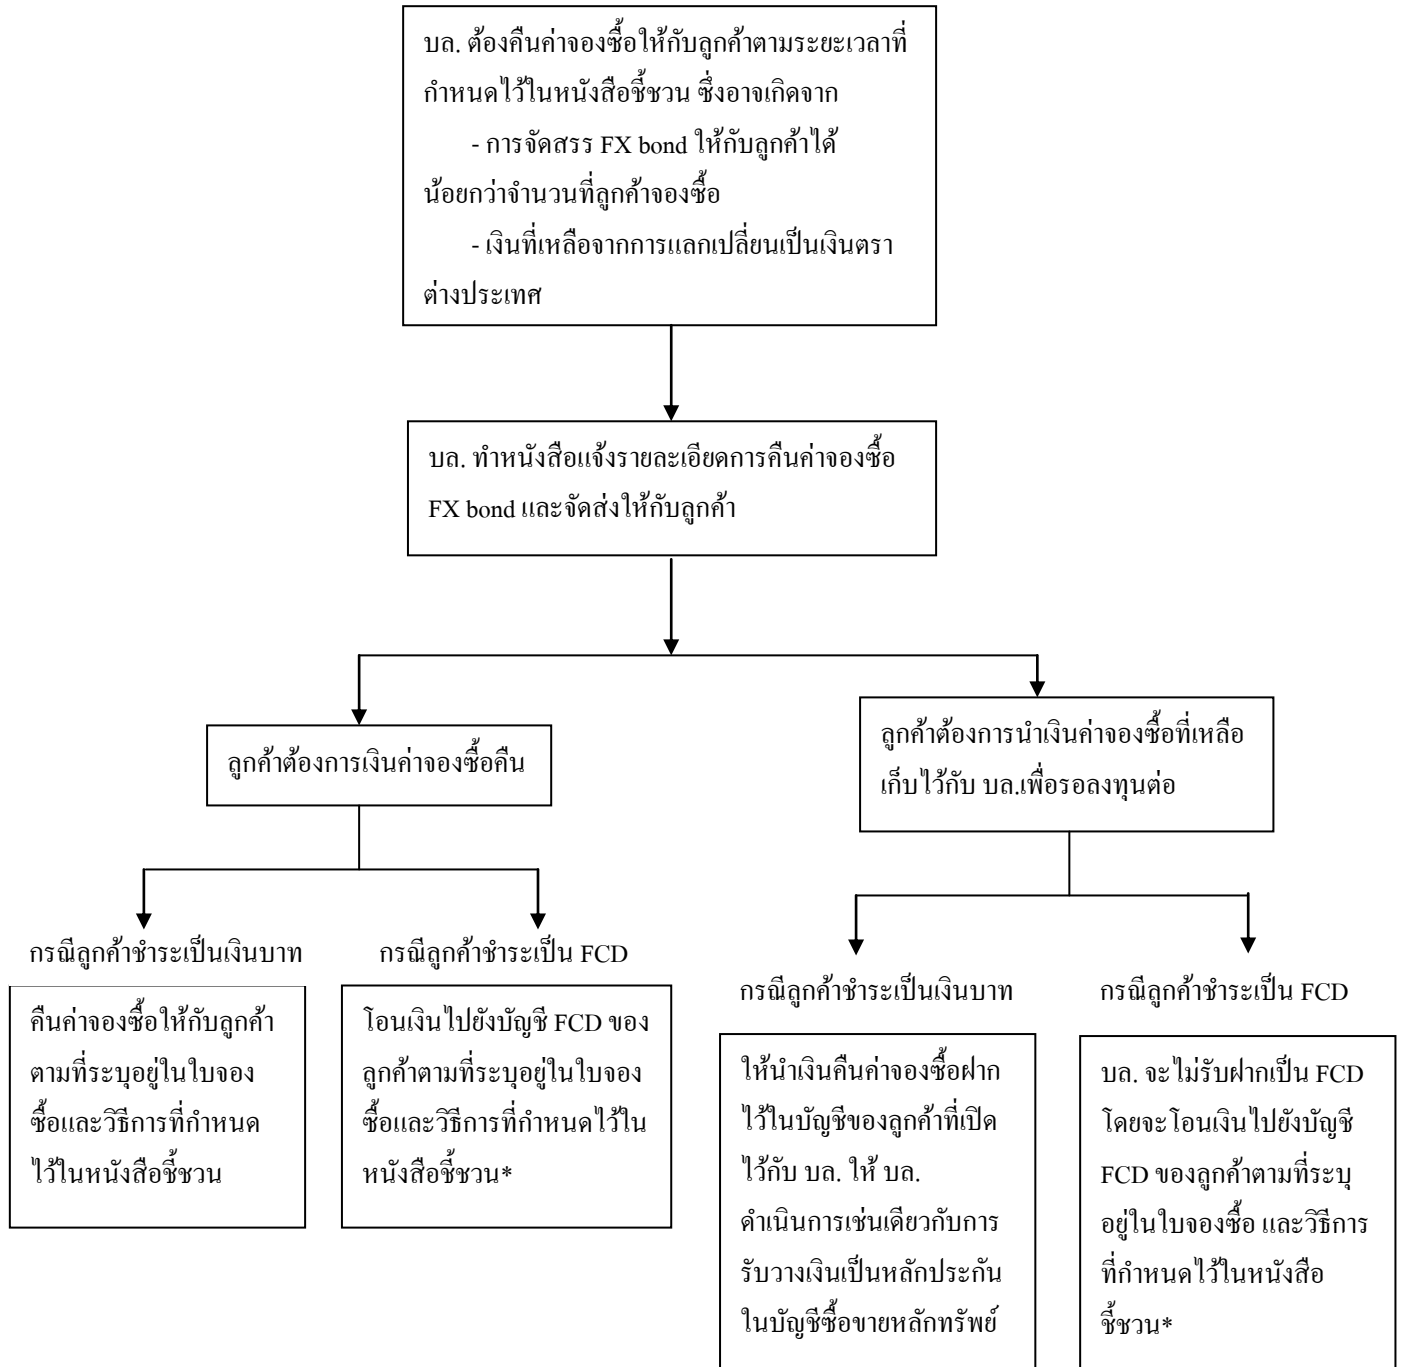 บล. ต้องคืนค่าจองซื้อให้กับลูกค้าตามระยะเวลาที่
กำหนดไว้ในหนังสือชี้ชวน ซึ่งอาจเกิดจาก
- การจัดสรร FX bond ให้กับลูกค้าได้
น้อยกว่าจำนวนที่ลูกค้าจองซื้อ
- เงินที่เหลือจากการแลกเปลี่ยนเป็นเงินตรา
ต่างประเทศ
บล. ทำหนังสือแจ้งรายละเอียดการคืนค่าจองซื้อ
FX bond และจัดส่งให้กับลูกค้า
ลูกค้าต้องการเงินค่าจองซื้อคืน
ลูกค้าต้องการนำเงินค่าจองซื้อที่เหลือ
เก็บไว้กับ บล.เพื่อรอลงทุนต่อ
กรณีลูกค้าชำระเป็นเงินบาท
คืนค่าจองซื้อให้กับลูกค้า
ตามที่ระบุอยู่ในใบจอง
ซื้อและวิธีการที่กำหนด
ไว้ในหนังสือชี้ชวน
กรณีลูกค้าชำระเป็น FCD
โอนเงินไปยังบัญชี FCD ของ
ลูกค้าตามที่ระบุอยู่ในใบจอง
ซื้อและวิธีการที่กำหนดไว้ใน
หนังสือชี้ชวน*
กรณีลูกค้าชำระเป็นเงินบาท
ให้นำเงินคืนค่าจองซื้อฝาก
ไว้ในบัญชีของลูกค้าที่เปิด
ไว้กับ บล. ให้ บล.
ดำเนินการเช่นเดียวกับการ
รับวางเงินเป็นหลักประกัน
ในบัญชีซื้อขายหลักทรัพย์
กรณีลูกค้าชำระเป็น FCD
บล. จะไม่รับฝากเป็น FCD
โดยจะโอนเงินไปยังบัญชี
FCD ของลูกค้าตามที่ระบุ
อยู่ในใบจองซื้อ และวิธีการ
ที่กำหนดไว้ในหนังสือ
ชี้ชวน*